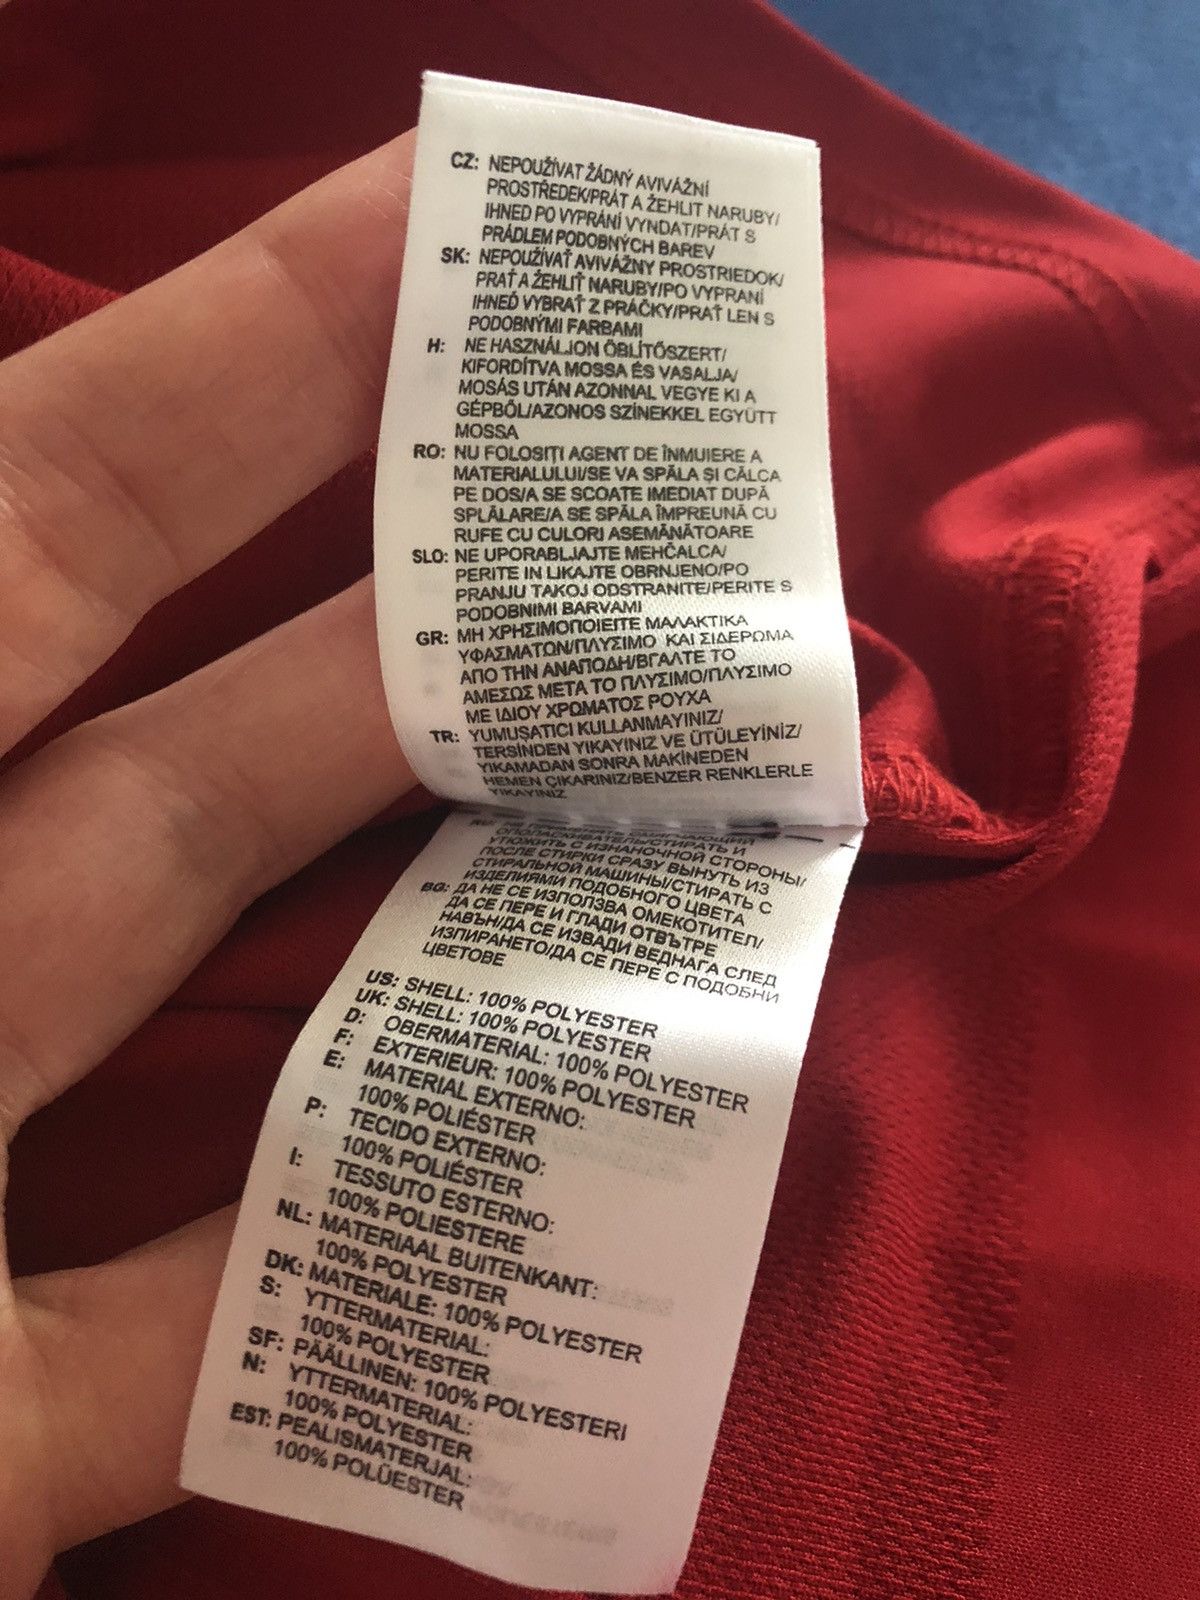 CZ: NEPOUŽÍVAT ŽÁDNÝ AVIVÁŽNÍ
PROSTŘEDEK/PRÁT A ŽEHLIT NARUBY/
IHNED PO VYPRÁNÍ VYNDAT/PRÁT S
PRÁDLEM PODOBNÝCH BAREV
SK: NEPOUŽÍVAŤ AVIVÁŽNY PROSTRIEDOK/
PRAŤ A ŽEHLIŤ NARUBY/PO VYPRANÍ
IHNEĎ VYBRAŤ Z PRÁČKY/PRAŤ LEN S
PODOBNÝMI FARBAMI
H: NE HASZNÁLJON ÖBLÍTŐSZERT/
KIFORDÍTVA MOSSA ÉS VASALJA/
MOSÁS UTÁN AZONNAL VEGYE KI A
GÉPBŐL/AZONOS SZÍNEKKEL EGYÜTT
MOSSA
RO: NU FOLOSIȚI AGENT DE ÎNMUIERE A
MATERIALULUI/SE VA SPĂLA ȘI CĂLCA
PE DOS/A SE SCOATE IMEDIAT DUPĂ
SPLĂLARE/A SE SPĂLA ÎMPREUNĂ CU
RUFE CU CULORI ASEMĂNĂTOARE
SLO: NE UPORABLJAJTE MEHČALCA/
PERITE IN LIKAJTE OBRNJENO/PO
PRANJU TAKOJ ODSTRANITE/PERITE S
PODOBNIMI BARVAMI
GR: ΜΗ ΧΡΗΣΙΜΟΠΟΙΕΙΤΕ ΜΑΛΑΚΤΙΚΑ
ΥΦΑΣΜΑΤΩΝ/ΠΛΥΣΙΜΟ ΚΑΙ ΣΙΔΕΡΩΜΑ
ΑΠΟ ΤΗΝ ΑΝΑΠΟΔΗ/ΒΓΑΛΤΕ ΤΟ
ΑΜΕΣΩΣ ΜΕΤΑ ΤΟ ΠΛΥΣΙΜΟ/ΠΛΥΣΙΜΟ
ΜΕ ΙΔΙΟΥ ΧΡΩΜΑΤΟΣ ΡΟΥΧΑ
TR: YUMUŞATICI KULLANMAYINIZ/
TERSİNDEN YIKAYINIZ VE ÜTÜLEYİNİZ/
YIKAMADAN SONRA MAKİNEDEN
HEMEN ÇIKARINIZ/BENZER RENKLERLE
YIKAYINIZ
СМЯГЧАЮЩИЙ
ОПОЛАСКИВАТЕЛЬ/СТИРАТЬ И
УТЮЖИТЬ С ИЗНАНОЧНОЙ СТОРОНЫ/
ПОСЛЕ СТИРКИ СРАЗУ ВЫНУТЬ ИЗ
СТИРАЛЬНОЙ МАШИНЫ/СТИРАТЬ С
ИЗДЕЛИЯМИ ПОДОБНОГО ЦВЕТА
BG: ДА НЕ СЕ ИЗПОЛЗВА ОМЕКОТИТЕЛ/
ДА СЕ ПЕРЕ И ГЛАДИ ОТВЪТРЕ
НАВЪН/ДА СЕ ИЗВАДИ ВЕДНАГА СЛЕД
ИЗПИРАНЕТО/ДА СЕ ПЕРЕ С ПОДОБНИ
ЦВЕТОВЕ
US: SHELL: 100% POLYESTER
UK: SHELL: 100% POLYESTER
D: OBERMATERIAL: 100% POLYESTER
F: EXTERIEUR: 100% POLYESTER
E: MATERIAL EXTERNO:
100% POLIÉSTER
P: TECIDO EXTERNO:
100% POLIÉSTER
I: TESSUTO ESTERNO:
100% POLIESTERE
NL: MATERIAAL BUITENKANT:
100% POLYESTER
DK: MATERIALE: 100% POLYESTER
S: YTTERMATERIAL:
100% POLYESTER
SF: PÄÄLLINEN: 100% POLYESTERI
N: YTTERMATERIAL:
100% POLYESTER
EST: PEALISMATERJAL:
100% POLÜESTER